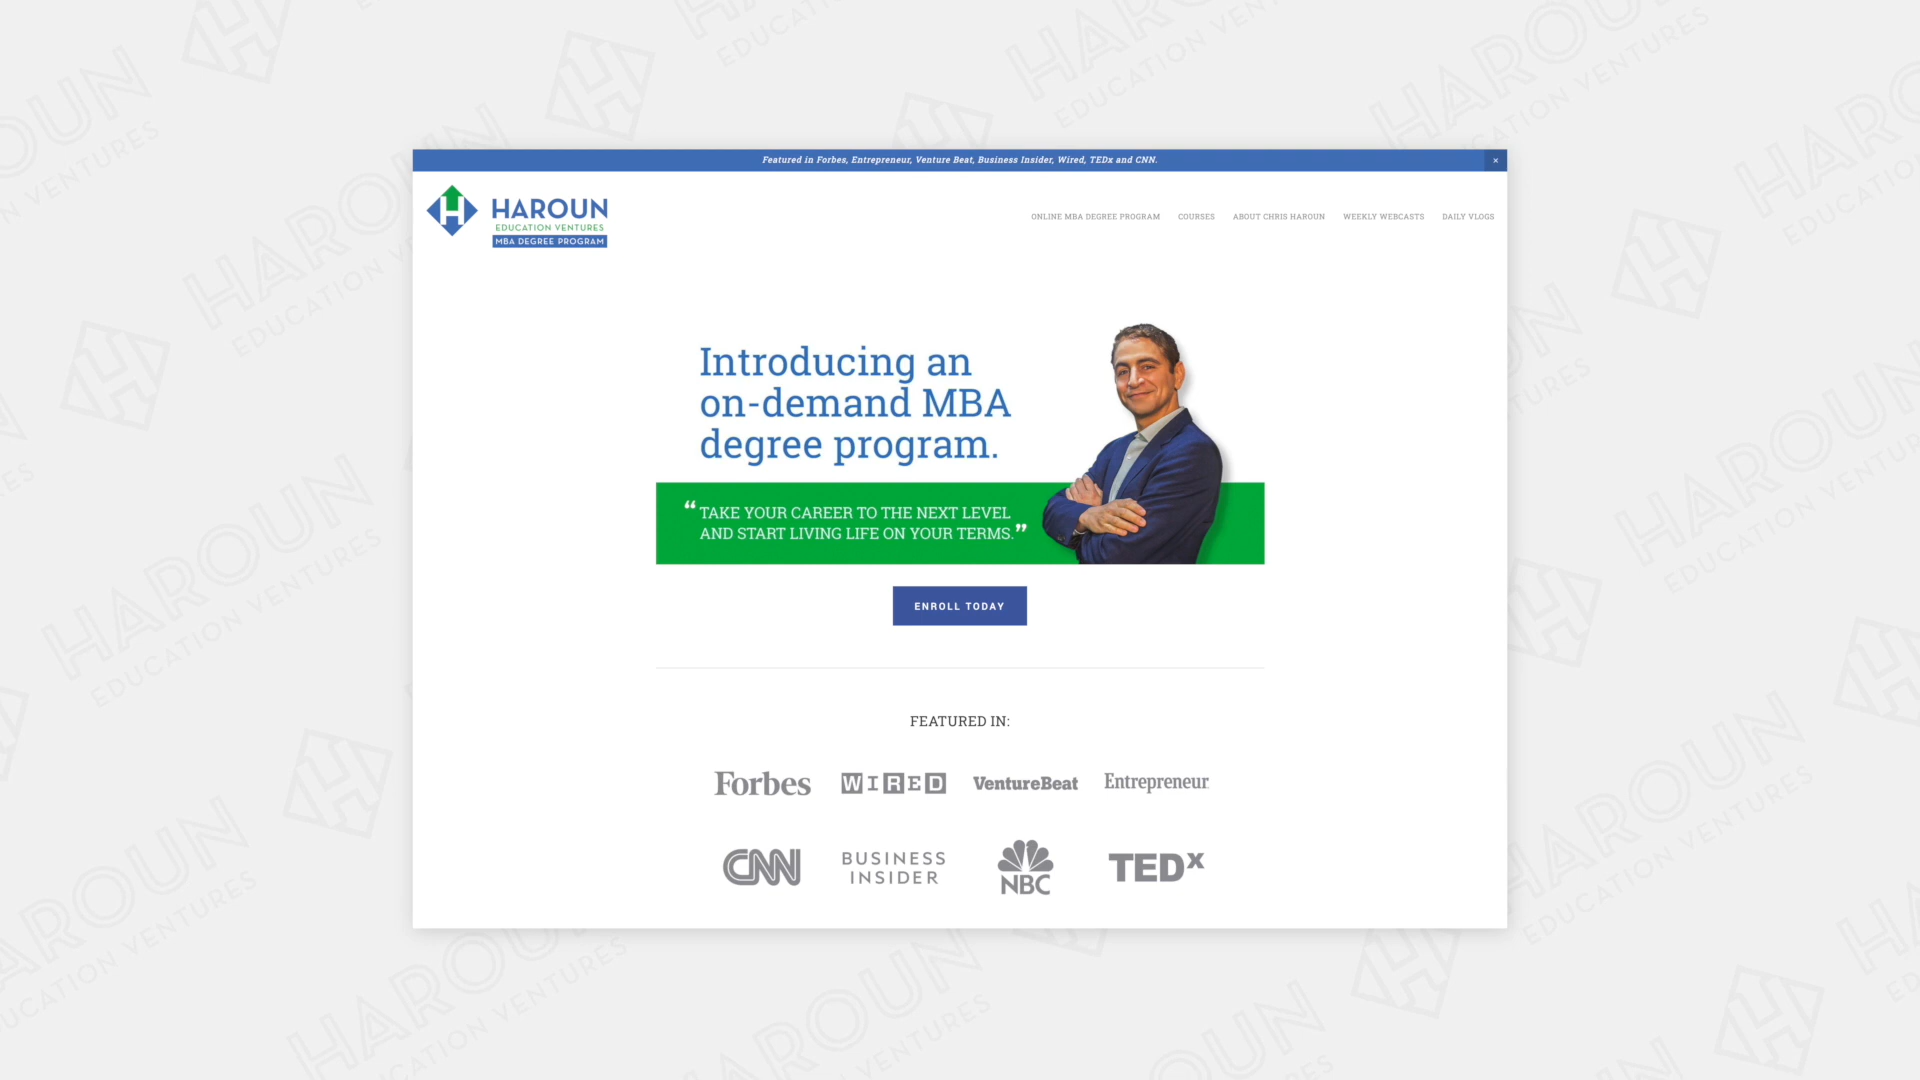 Featured in Forbes, Entrepreneur, Venture Beat, Business Insider, Wired, TEDx and CNN.
×
H
HAROUN
EDUCATION VENTURES
MBA DEGREE PROGRAM
ONLINE MBA DEGREE PROGRAM COURSES ABOUT CHRIS HAROUN WEEKLY WEBCASTS DAILY VLOGS
Introducing an
on-demand MBA
degree program.
“TAKE YOUR CAREER TO THE NEXT LEVEL
AND START LIVING LIFE ON YOUR TERMS.”
ENROLL TODAY
FEATURED IN:
Forbes WIRED VentureBeat Entrepreneur
CNN BUSINESS INSIDER NBC TEDx
HAROUN
EDUCATION VENTURES